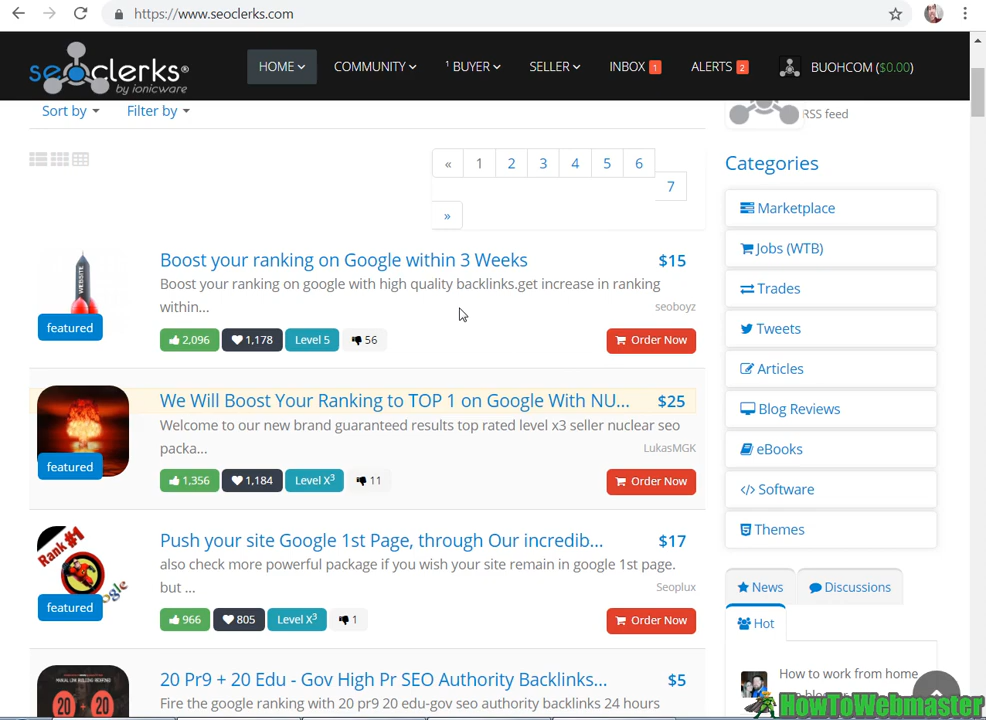 https://www.seoclerks.com
seoclerks®
by ionicware
HOME
COMMUNITY
1 BUYER
SELLER
INBOX 1
ALERTS 2
BUOHCOM ($0.00)
Sort by
Filter by
RSS feed
« 1 2 3 4 5 6
7
»
Categories
Marketplace
Jobs (WTB)
Trades
Tweets
Articles
Blog Reviews
eBooks
Software
Themes
WEBSITE
featured
Boost your ranking on Google within 3 Weeks
$15
Boost your ranking on google with high quality backlinks.get increase in ranking
within...
seoboyz
2,096 1,178 Level 5 56
Order Now
featured
We Will Boost Your Ranking to TOP 1 on Google With NU...
$25
Welcome to our new brand guaranteed results top rated level x3 seller nuclear seo
packa...
LukasMGK
1,356 1,184 Level X³ 11
Order Now
Rank #1
featured
Push your site Google 1st Page, through Our incredib...
$17
also check more powerful package if you wish your site remain in google 1st page.
but ...
Seoplux
966 805 Level X³ 1
Order Now
20 + 20
20 Pr9 + 20 Edu - Gov High Pr SEO Authority Backlinks...
$5
Fire the google ranking with 20 pr9 20 edu-gov seo authority backlinks 24 hours
News
Discussions
Hot
How to work from home
HowToWebmaster